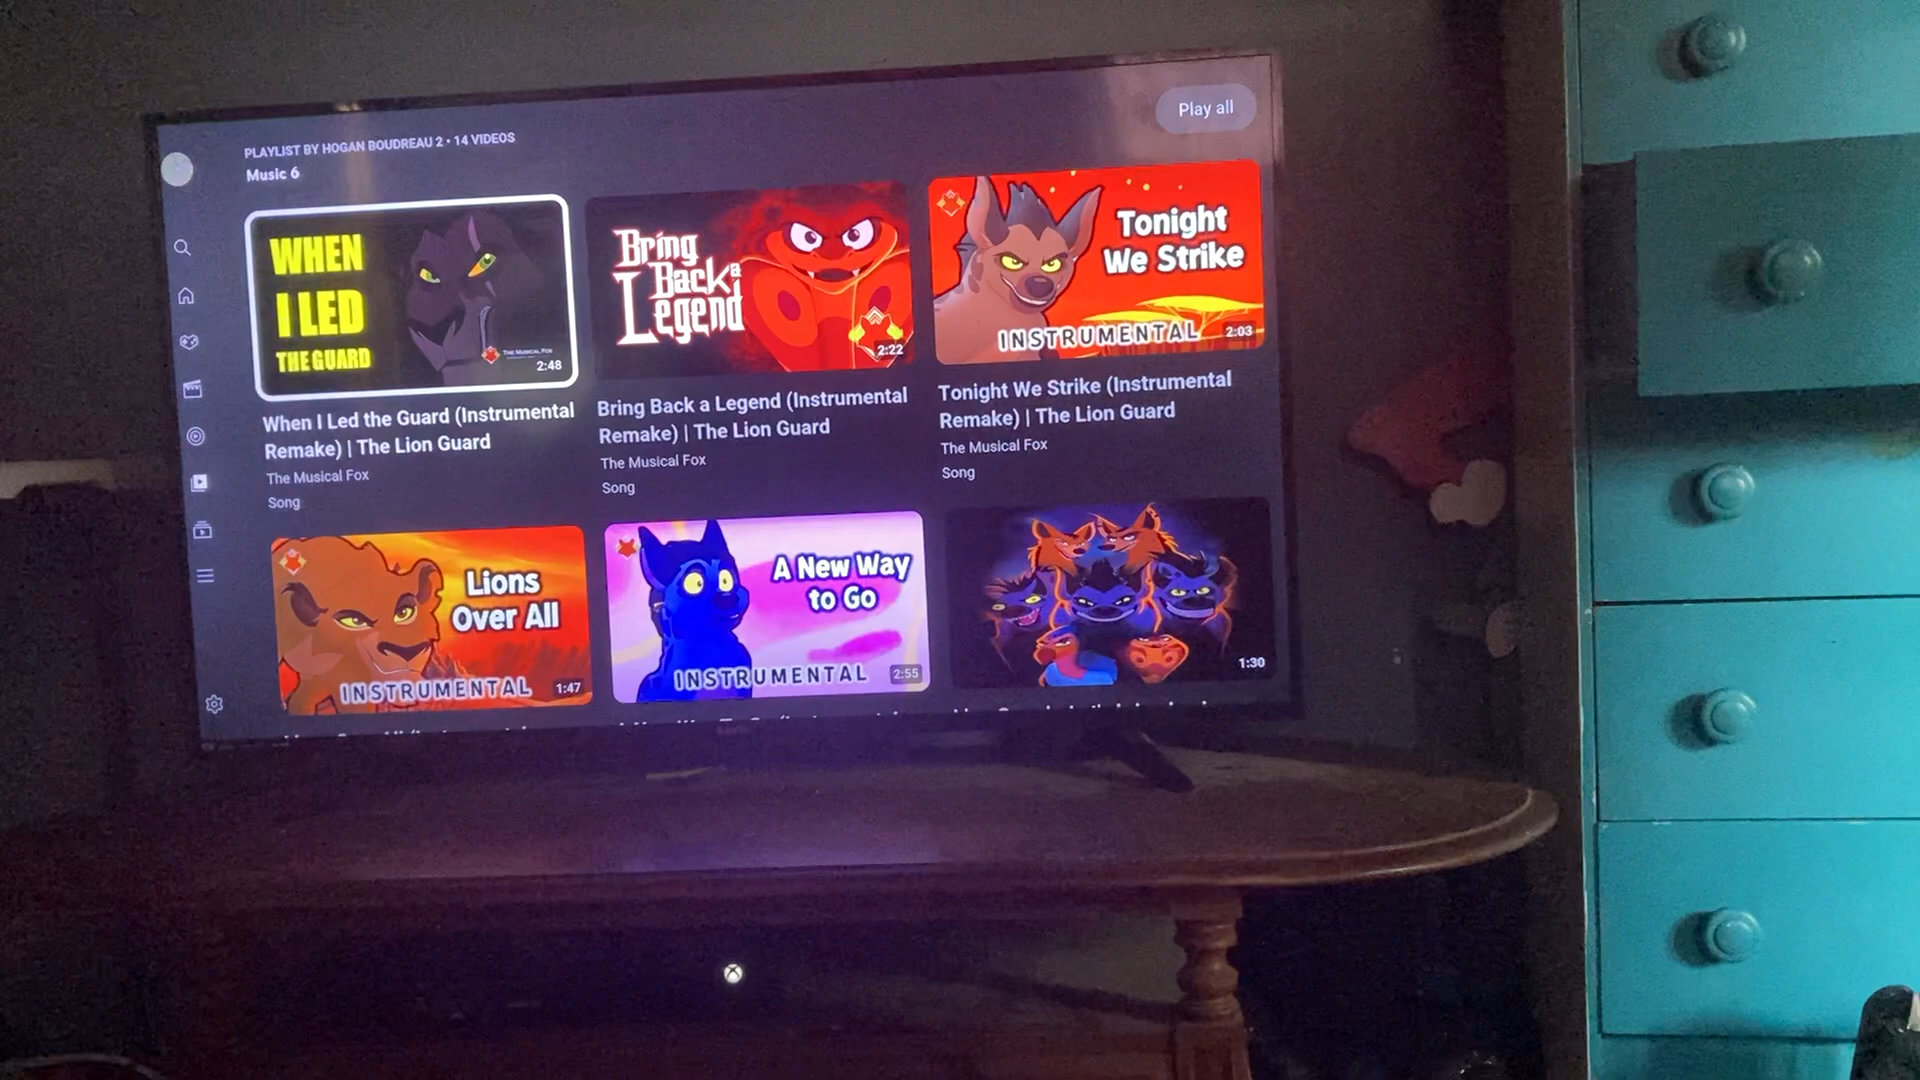 Play all
PLAYLIST BY HOGAN BOUDREAU 2 • 14 VIDEOS
Music 6
WHEN
I LED
THE GUARD
THE MUSICAL FOX
2:48
Bring
Back a
Legend
2:22
Tonight
We Strike
INSTRUMENTAL
2:03
When I Led the Guard (Instrumental
Remake) | The Lion Guard
The Musical Fox
Song
Bring Back a Legend (Instrumental
Remake) | The Lion Guard
The Musical Fox
Song
Tonight We Strike (Instrumental
Remake) | The Lion Guard
The Musical Fox
Song
Lions
Over All
INSTRUMENTAL
1:47
A New Way
to Go
INSTRUMENTAL
2:55
1:30